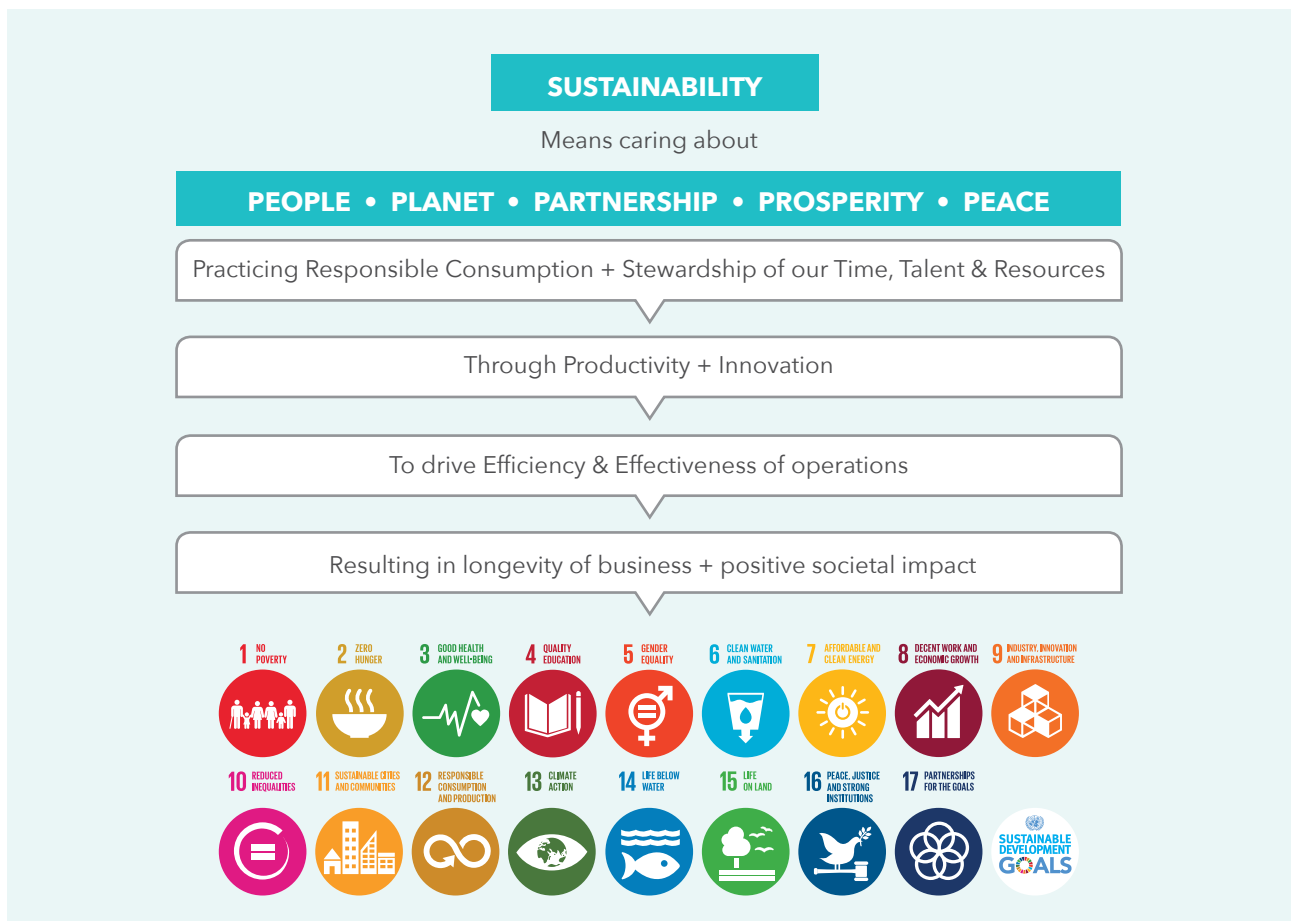 SUSTAINABILITY
Means caring about
PEOPLE • PLANET • PARTNERSHIP • PROSPERITY • PEACE
Practicing Responsible Consumption + Stewardship of our Time, Talent & Resources
Through Productivity + Innovation
To drive Efficiency & Effectiveness of operations
Resulting in longevity of business + positive societal impact
1 NO
POVERTY
2 ZERO
HUNGER
3 GOOD HEALTH
AND WELL-BEING
4 QUALITY
EDUCATION
5 GENDER
EQUALITY
6 CLEAN WATER
AND SANITATION
7 AFFORDABLE AND
CLEAN ENERGY
8 DECENT WORK AND
ECONOMIC GROWTH
9 INDUSTRY, INNOVATION
AND INFRASTRUCTURE
10 REDUCED
INEQUALITIES
11 SUSTAINABLE CITIES
AND COMMUNITIES
12 RESPONSIBLE
CONSUMPTION
AND PRODUCTION
13 CLIMATE
ACTION
14 LIFE BELOW
WATER
15 LIFE
ON LAND
16 PEACE, JUSTICE
AND STRONG
INSTITUTIONS
17 PARTNERSHIPS
FOR THE GOALS
SUSTAINABLE
DEVELOPMENT
GOALS